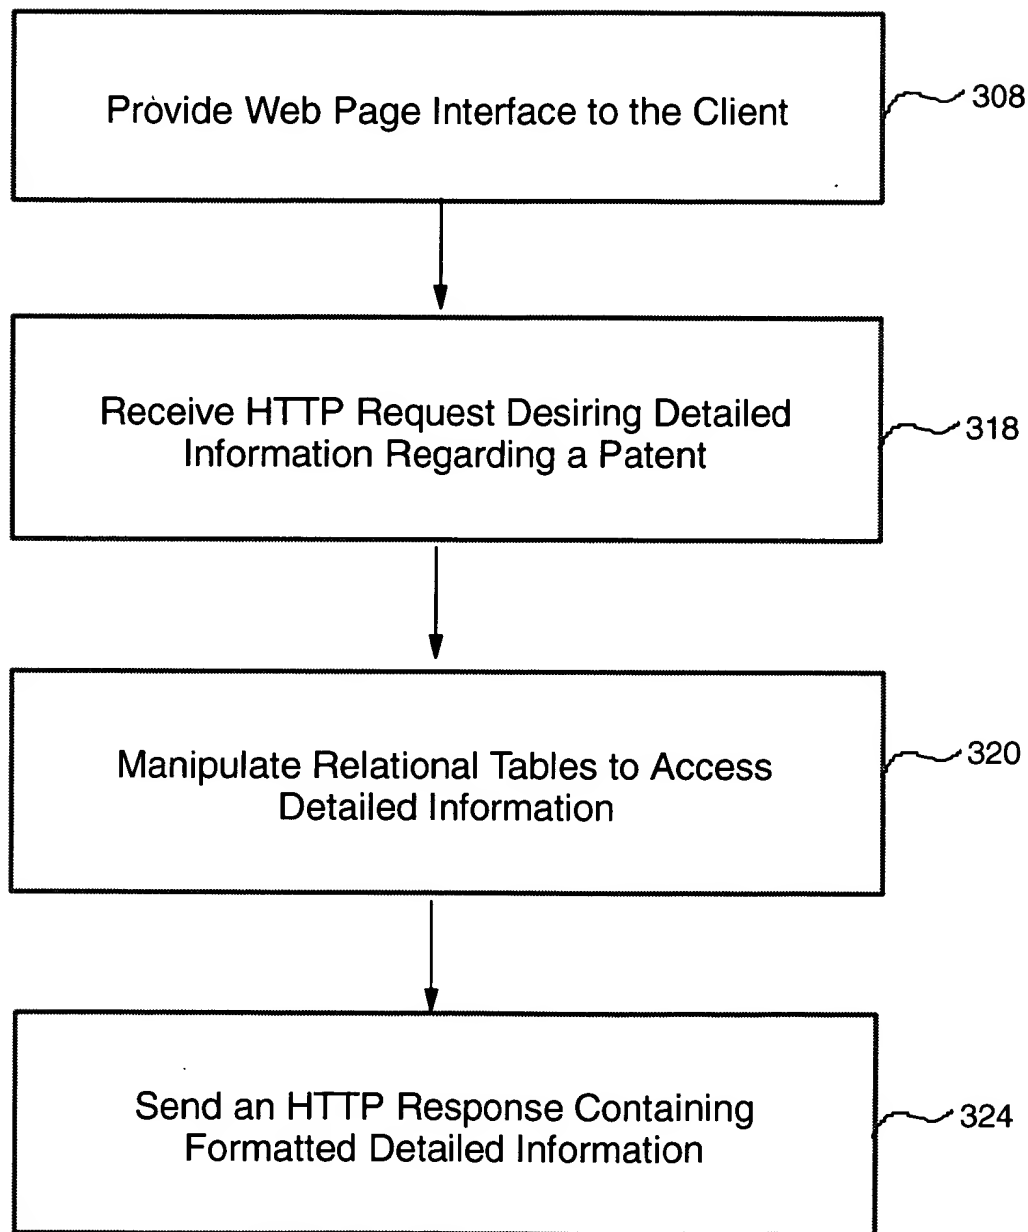 Provide Web Page Interface to the Client
308
Receive HTTP Request Desiring Detailed
Information Regarding a Patent
318
Manipulate Relational Tables to Access
Detailed Information
320
Send an HTTP Response Containing
Formatted Detailed Information
324